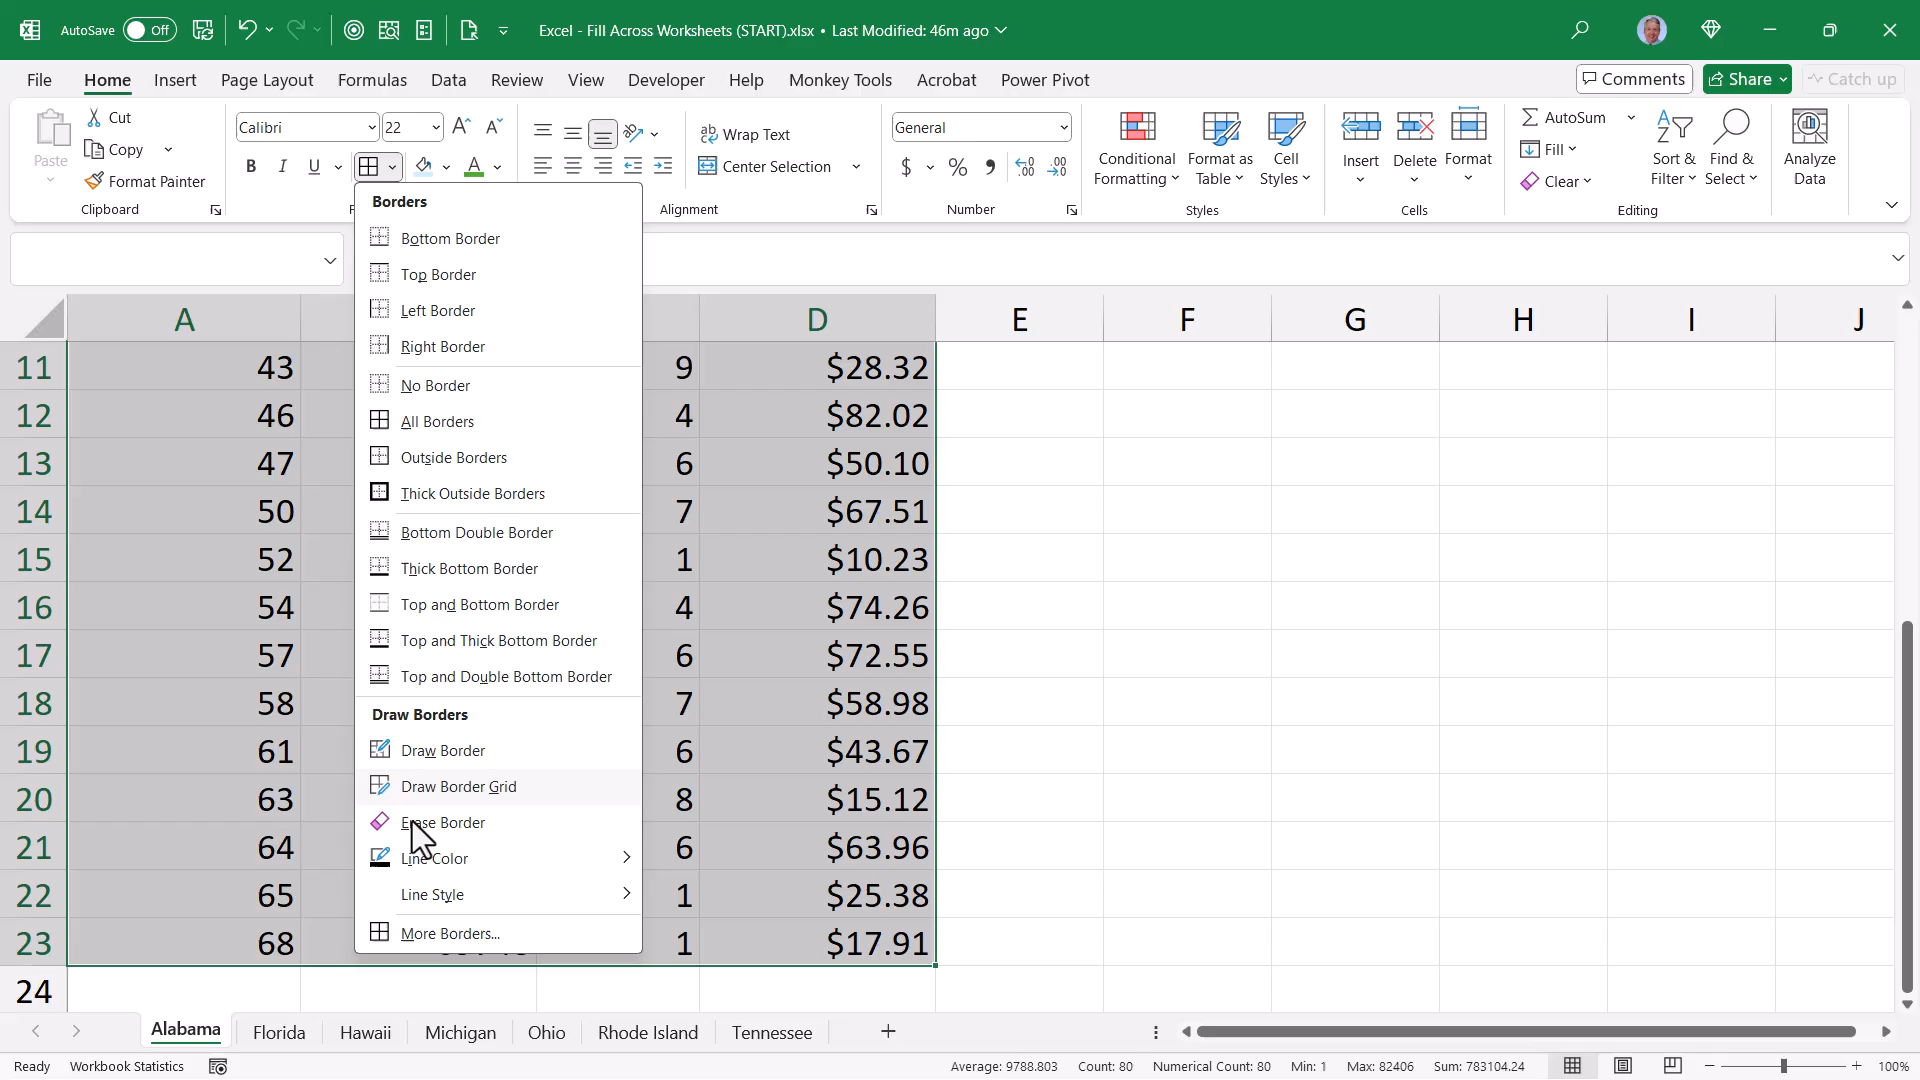 AutoSave Off Excel - Fill Across Worksheets (START).xlsx • Last Modified: 46m ago
File Home Insert Page Layout Formulas Data Review View Developer Help Monkey Tools Acrobat Power Pivot Comments Share Catch up
Paste Cut Copy Format Painter Clipboard
Calibri 22 B I U
Wrap Text Center Selection Alignment
General $ % Number
Conditional Formatting Format as Table Cell Styles Styles
Insert Delete Format Cells
AutoSum Fill Clear Sort & Filter Find & Select Editing
Analyze Data
Borders
Bottom Border
Top Border
Left Border
Right Border
No Border
All Borders
Outside Borders
Thick Outside Borders
Bottom Double Border
Thick Bottom Border
Top and Bottom Border
Top and Thick Bottom Border
Top and Double Bottom Border
Draw Borders
Draw Border
Draw Border Grid
Erase Border
Line Color
Line Style
More Borders...
A D E F G H I J
11 43 9 $28.32
12 46 4 $82.02
13 47 6 $50.10
14 50 7 $67.51
15 52 1 $10.23
16 54 4 $74.26
17 57 6 $72.55
18 58 7 $58.98
19 61 6 $43.67
20 63 8 $15.12
21 64 6 $63.96
22 65 1 $25.38
23 68 1 $17.91
24
Alabama Florida Hawaii Michigan Ohio Rhode Island Tennessee
Ready Workbook Statistics Average: 9788.803 Count: 80 Numerical Count: 80 Min: 1 Max: 82406 Sum: 783104.24 100%